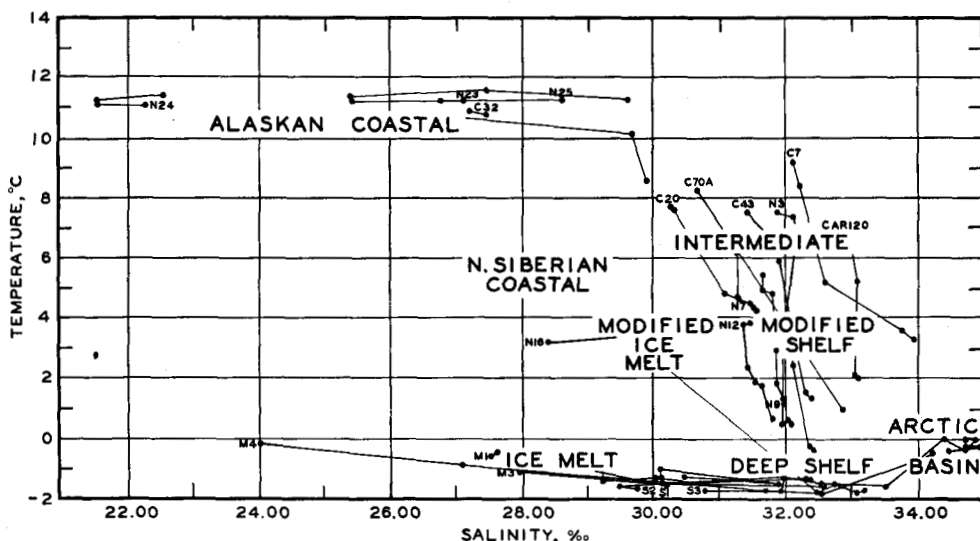 14
12
10
8
6
4
2
0
-2
TEMPERATURE, °C
N24
N23
N25
C32
ALASKAN COASTAL
C7
C70A
C20
C43
N3
CAR120
INTERMEDIATE
N. SIBERIAN
COASTAL
N7
N12
MODIFIED
ICE
MELT
MODIFIED
SHELF
N16
N9
ARCTIC
BASIN
M4
M3
ICE MELT
DEEP SHELF
S2
S3
22.00
24.00
26.00
28.00
30.00
32.00
34.00
SALINITY, ‰